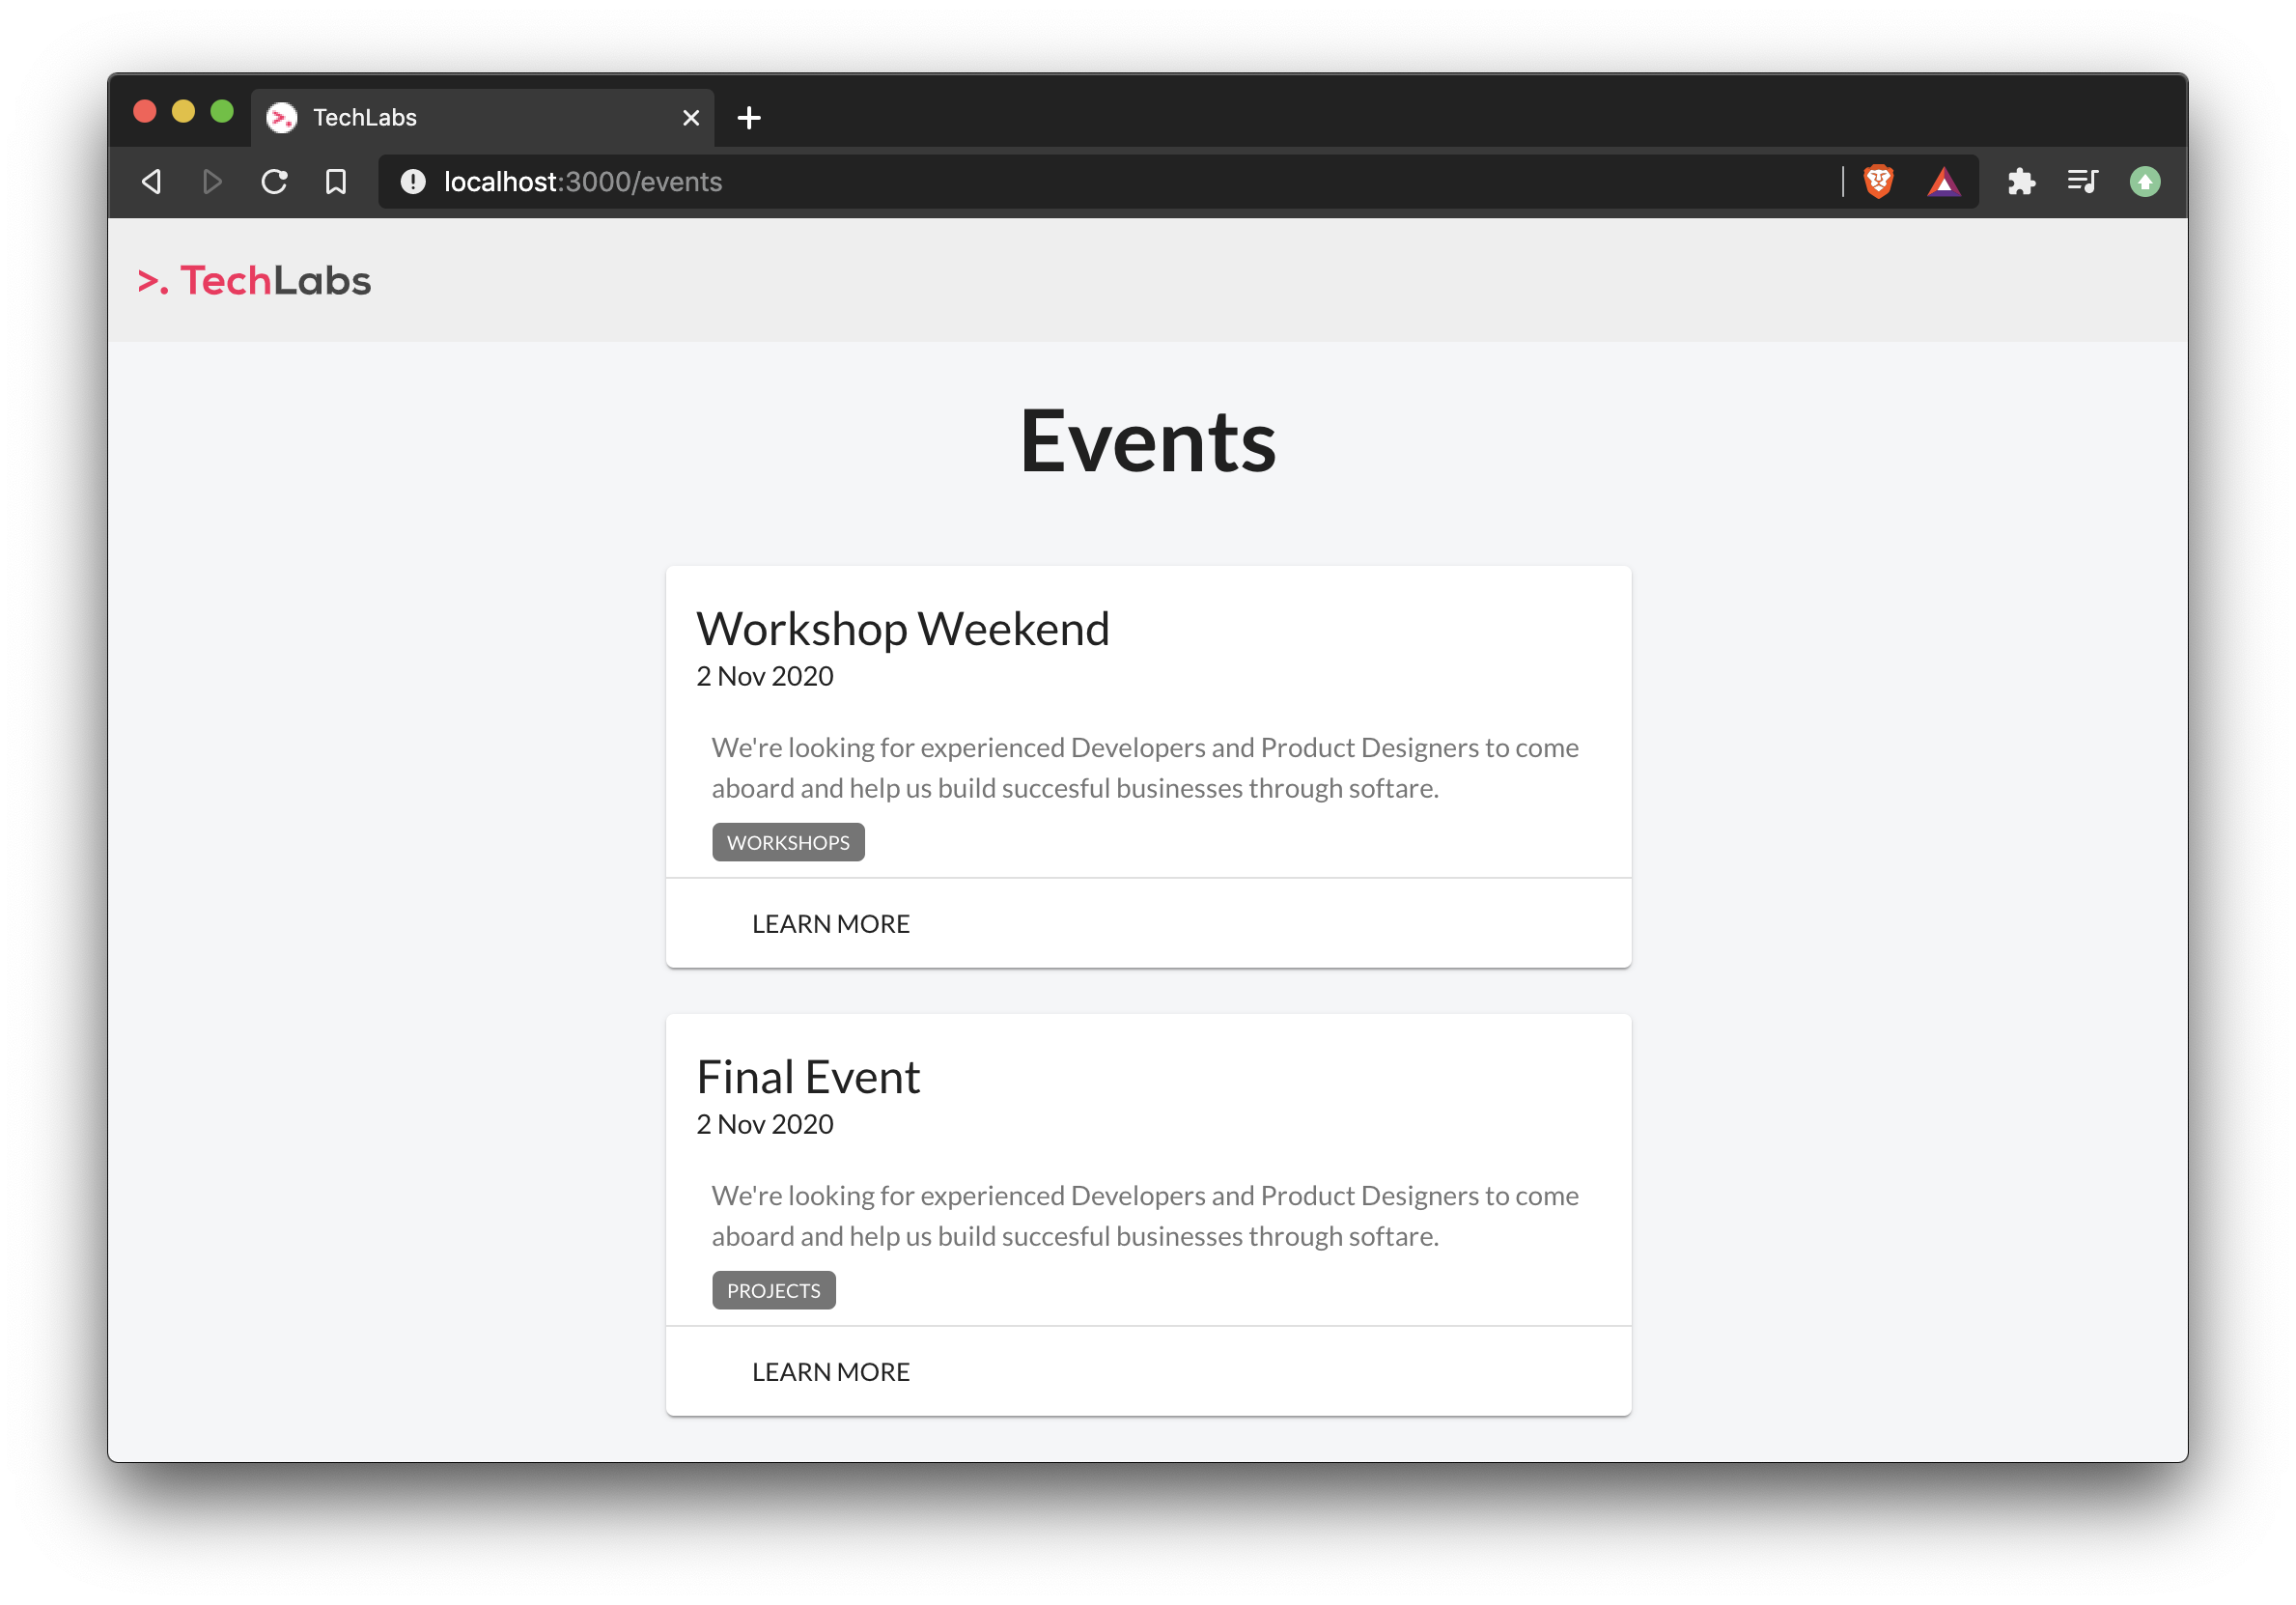 TechLabs
localhost:3000/events
>. TechLabs
Events
Workshop Weekend
2 Nov 2020
We're looking for experienced Developers and Product Designers to come
aboard and help us build succesful businesses through softare.
WORKSHOPS
LEARN MORE
Final Event
2 Nov 2020
We're looking for experienced Developers and Product Designers to come
aboard and help us build succesful businesses through softare.
PROJECTS
LEARN MORE